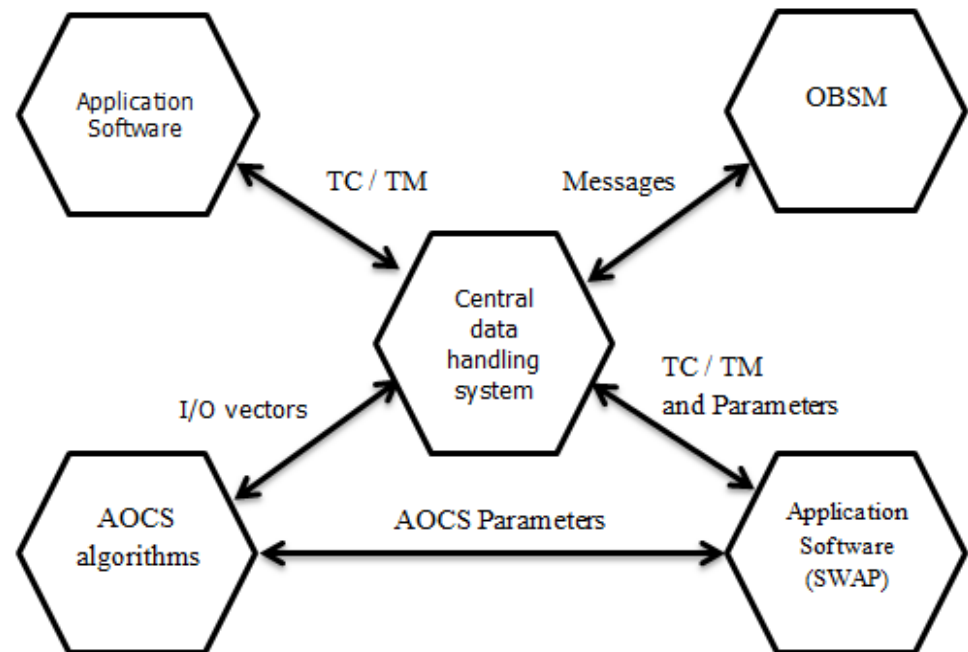 Application
Software
OBSM
TC / TM
Messages
Central
data
handling
system
TC / TM
and Parameters
I/O vectors
AOCS
algorithms
AOCS Parameters
Application
Software
(SWAP)